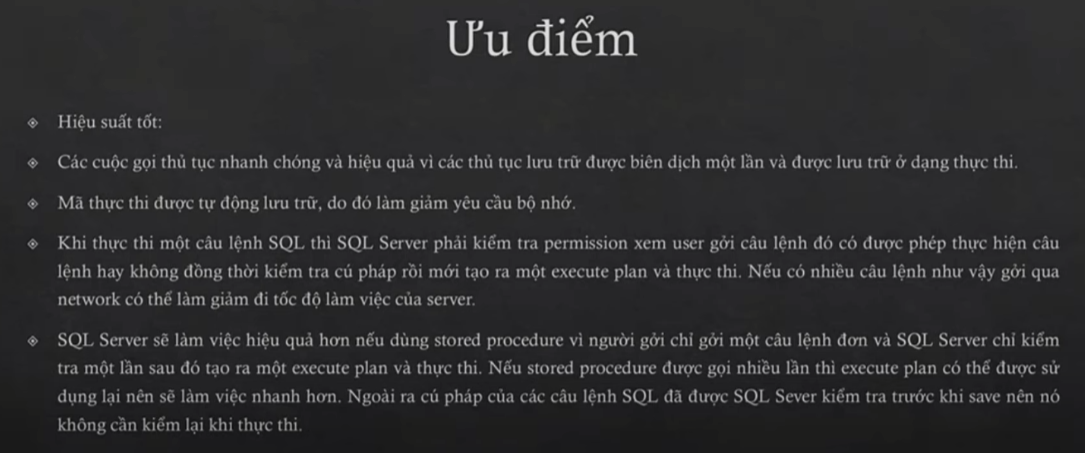 Ưu điểm
Hiệu suất tốt:
Các cuộc gọi thủ tục nhanh chóng và hiệu quả vì các thủ tục lưu trữ được biên dịch một lần và được lưu trữ ở dạng thực thi.
Mã thực thi được tự động lưu trữ, do đó làm giảm yêu cầu bộ nhớ.
Khi thực thi một câu lệnh SQL thì SQL Server phải kiểm tra permission xem user gởi câu lệnh đó có được phép thực hiện câu
lệnh hay không đồng thời kiểm tra cú pháp rồi mới tạo ra một execute plan và thực thi. Nếu có nhiều câu lệnh như vậy gởi qua
network có thể làm giảm đi tốc độ làm việc của server.
SQL Server sẽ làm việc hiệu quả hơn nếu dùng stored procedure vì người gởi chỉ gởi một câu lệnh đơn và SQL Server chỉ kiểm
tra một lần sau đó tạo ra một execute plan và thực thi. Nếu stored procedure được gọi nhiều lần thì execute plan có thể được sử
dụng lại nên sẽ làm việc nhanh hơn. Ngoài ra cú pháp của các câu lệnh SQL đã được SQL Sever kiểm tra trước khi save nên nó
không cần kiểm lại khi thực thi.